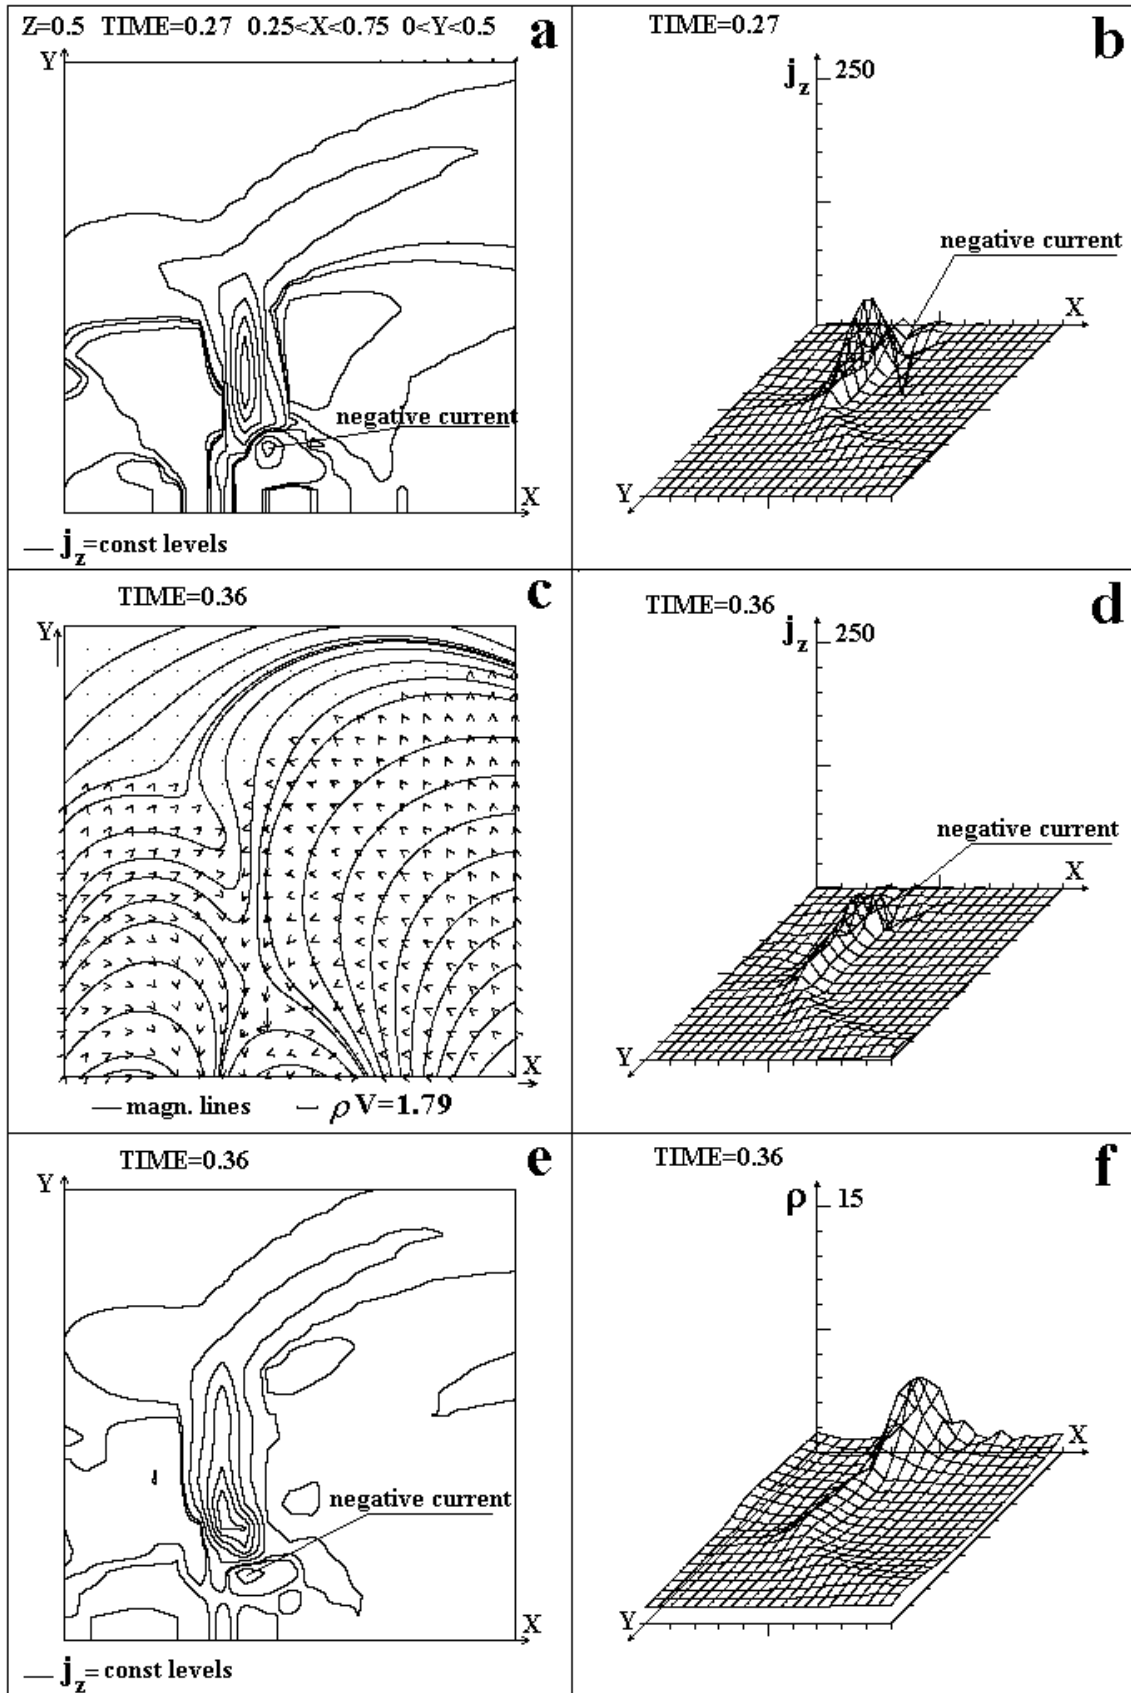 Z=0.5 TIME=0.27 0.25<X<0.75 0<Y<0.5 a
Y
negative current
X
— j_z=const levels
TIME=0.27 b
j_z 250
negative current
X
Y
TIME=0.36 c
Y
X
— magn. lines ρV=1.79
TIME=0.36 d
j_z 250
negative current
X
Y
TIME=0.36 e
Y
negative current
X
— j_z=const levels
TIME=0.36 f
ρ 15
X
Y